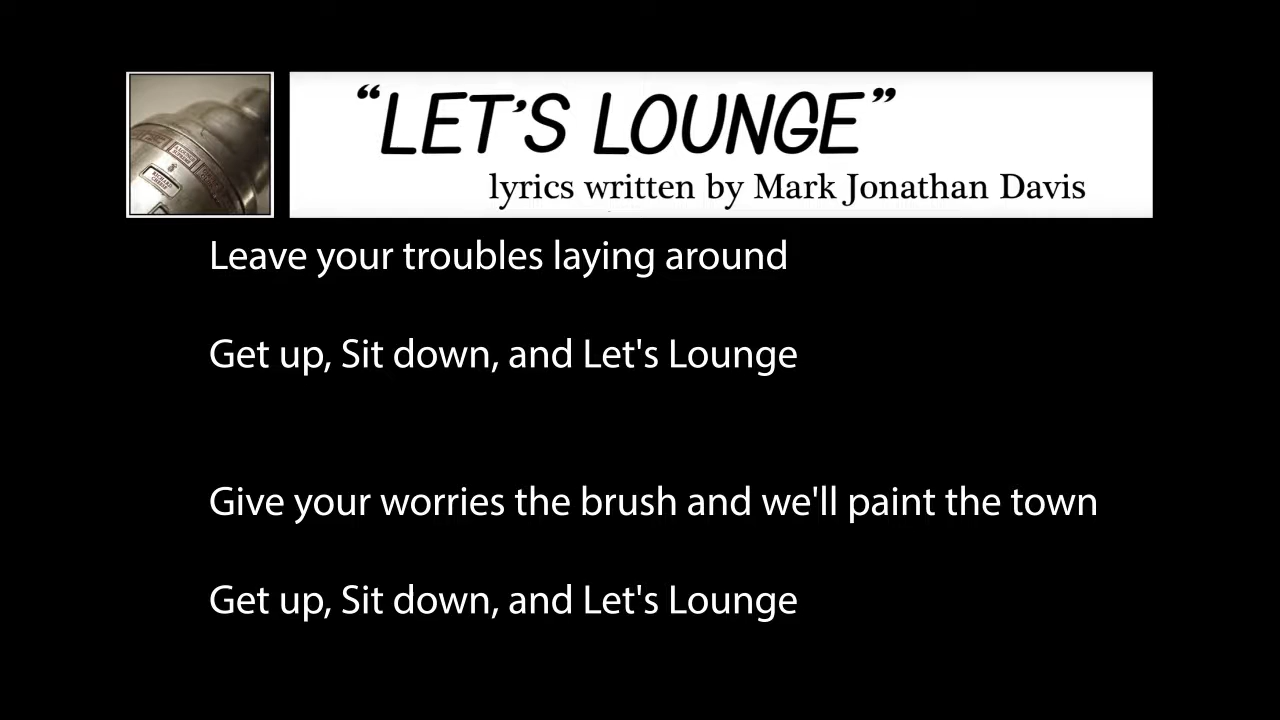 “LET’S LOUNGE”
lyrics written by Mark Jonathan Davis
Leave your troubles laying around
Get up, Sit down, and Let's Lounge
Give your worries the brush and we'll paint the town
Get up, Sit down, and Let's Lounge